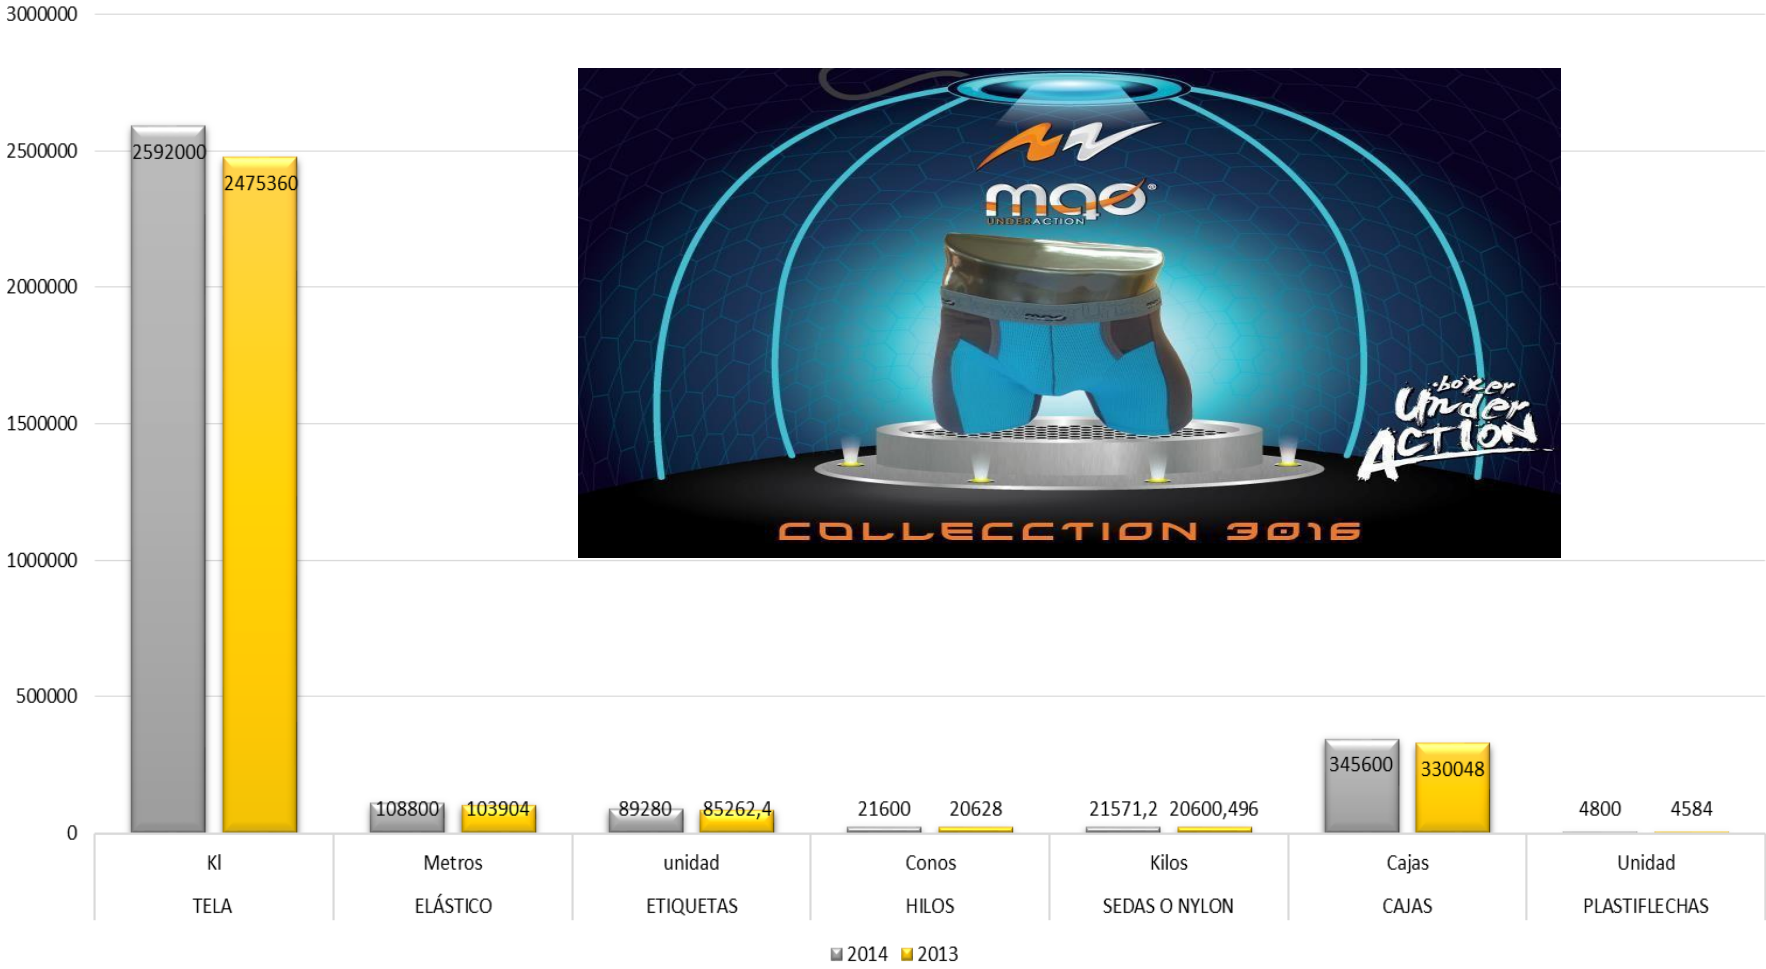 3000000
2500000
2000000
1500000
1000000
500000
0
2592000
2475360
108800
103904
89280
85262,4
21600
20628
21571,2
20600,496
345600
330048
4800
4584
mqo®
UNDERACTION
boxer
Under
ACTION
COLLECCTION 3016
Kl
Metros
unidad
Conos
Kilos
Cajas
Unidad
TELA
ELÁSTICO
ETIQUETAS
HILOS
SEDAS O NYLON
CAJAS
PLASTIFLECHAS
2014
2013